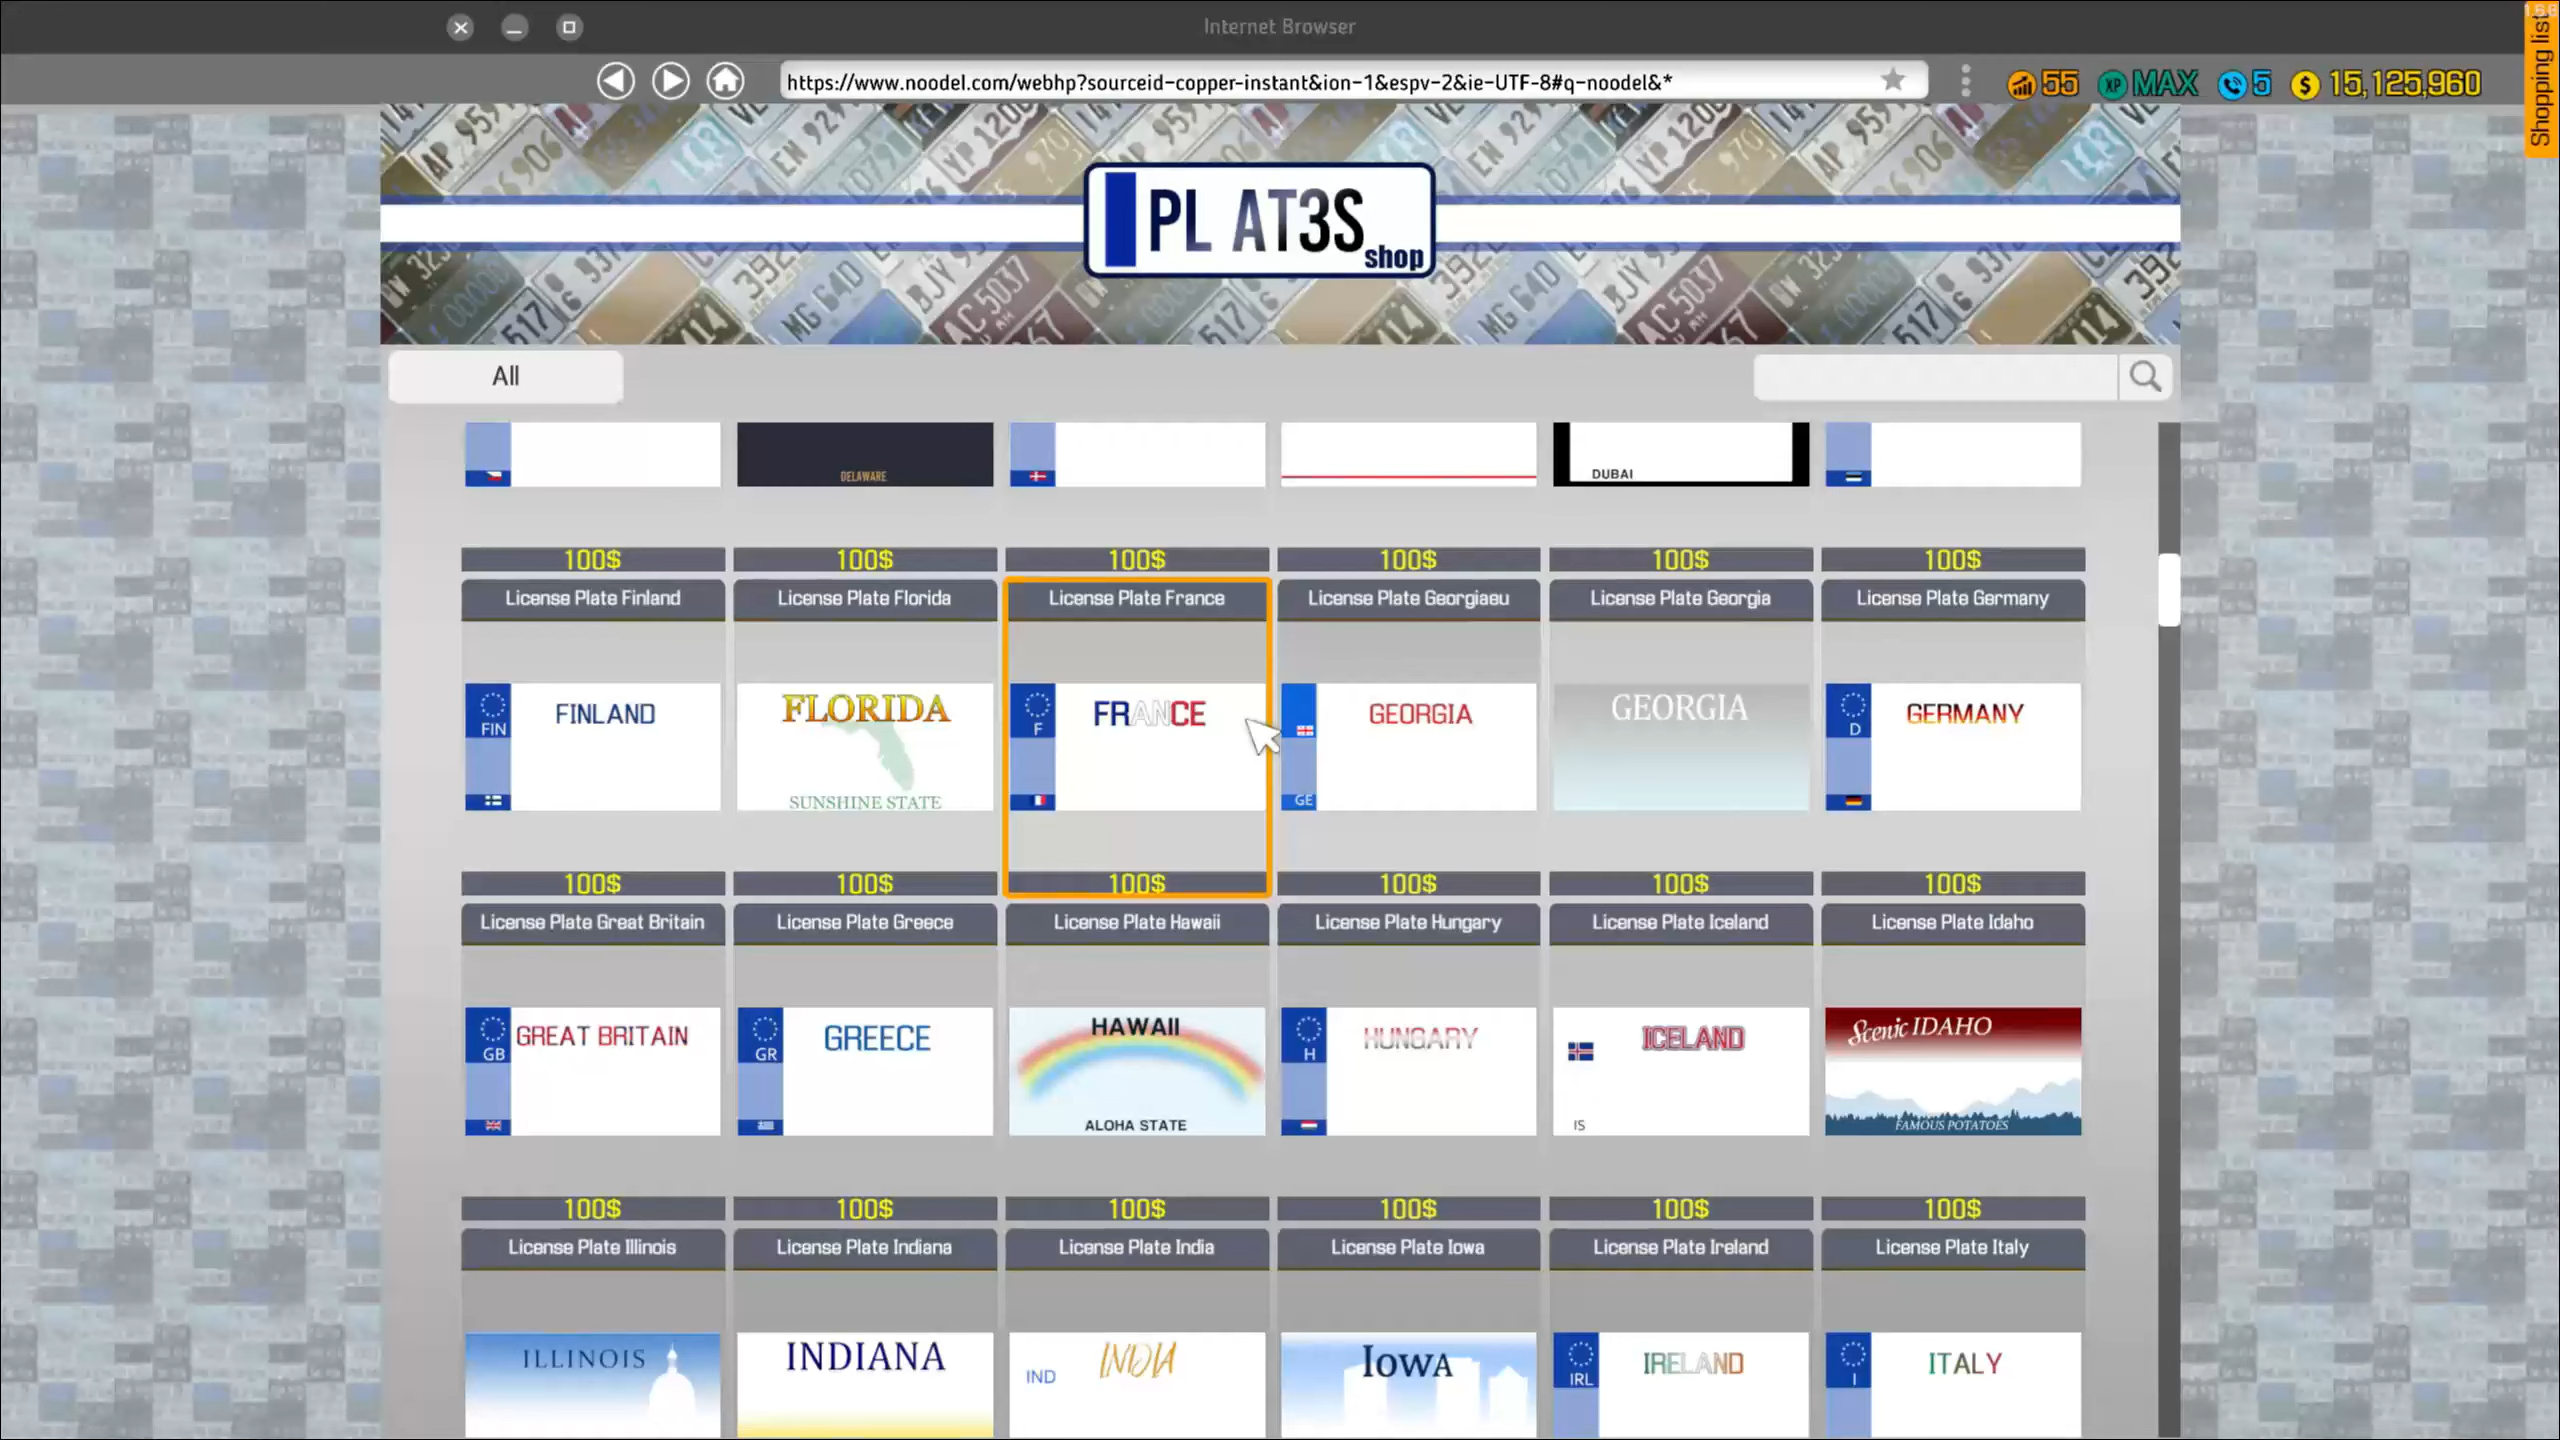 Internet Browser
https://www.noodel.com/webhp?sourceid-copper-instant&ion-1&espv-2&ie-UTF-8#q-noodel&*
55 XP MAX 5 $ 15,125,960
Shopping list
PL AT3S
shop
All
DELAWARE
DUBAI
100$ 100$ 100$ 100$ 100$ 100$
License Plate Finland License Plate Florida License Plate France License Plate Georgiaeu License Plate Georgia License Plate Germany
FIN FINLAND
FLORIDA
SUNSHINE STATE
F FRANCE
GEORGIA
GE
GEORGIA
D GERMANY
100$ 100$ 100$ 100$ 100$ 100$
License Plate Great Britain License Plate Greece License Plate Hawaii License Plate Hungary License Plate Iceland License Plate Idaho
GB GREAT BRITAIN
GR GREECE
HAWAII
ALOHA STATE
H HUNGARY
ICELAND
IS
Scenic IDAHO
FAMOUS POTATOES
100$ 100$ 100$ 100$ 100$ 100$
License Plate Illinois License Plate Indiana License Plate India License Plate Iowa License Plate Ireland License Plate Italy
ILLINOIS
INDIANA
IND INDIA
IOWA
IRL IRELAND
I ITALY